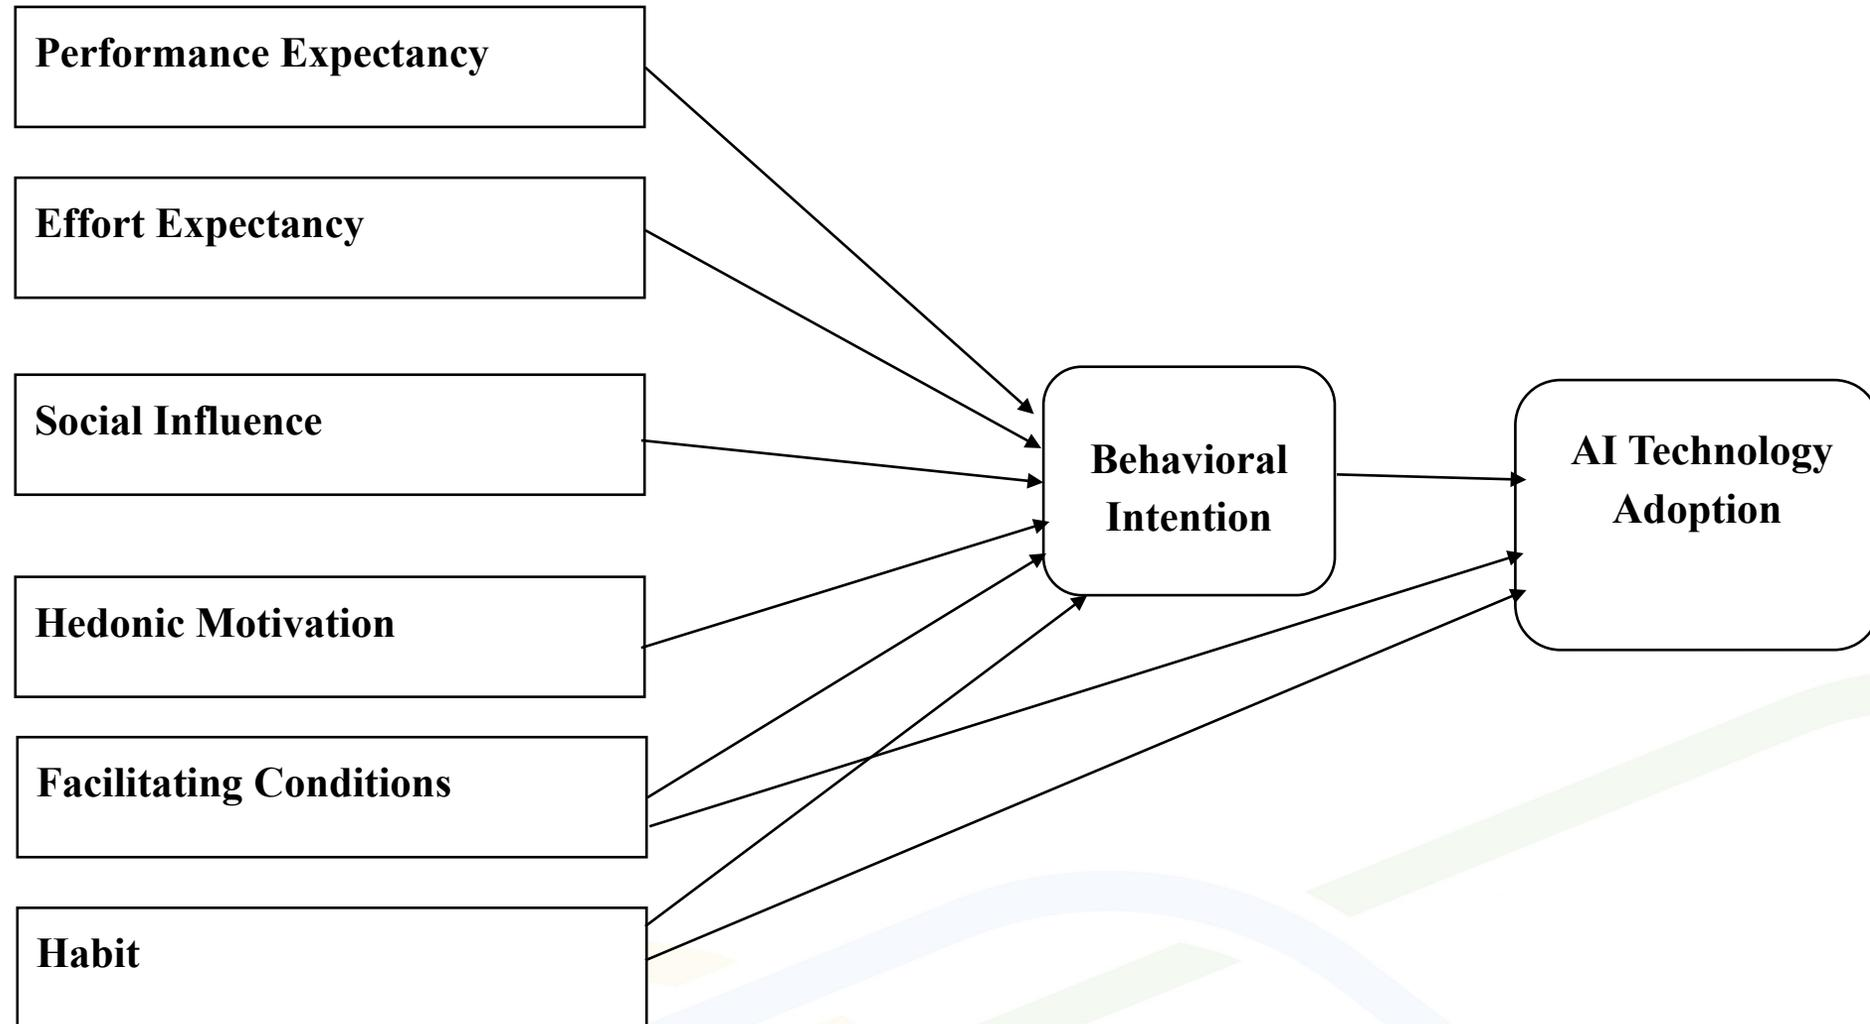 Performance Expectancy
Effort Expectancy
Social Influence
Hedonic Motivation
Facilitating Conditions
Habit
Behavioral
Intention
AI Technology
Adoption